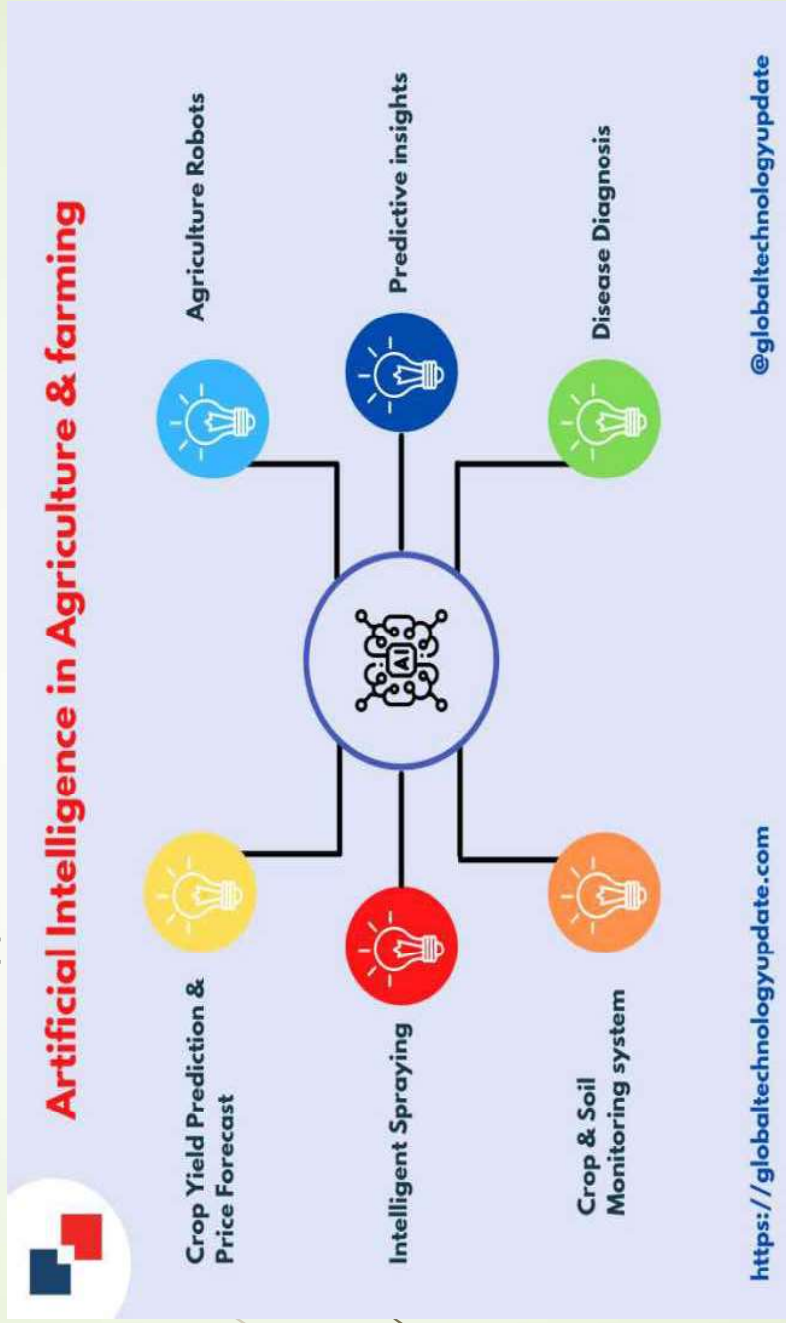 Artificial Intelligence in Agriculture & farming
Crop Yield Prediction &
Price Forecast
Agriculture Robots
Intelligent Spraying
Predictive insights
Crop & Soil
Monitoring system
Disease Diagnosis
AI
https://globaltechnologyupdate.com
@globaltechnologyupdate